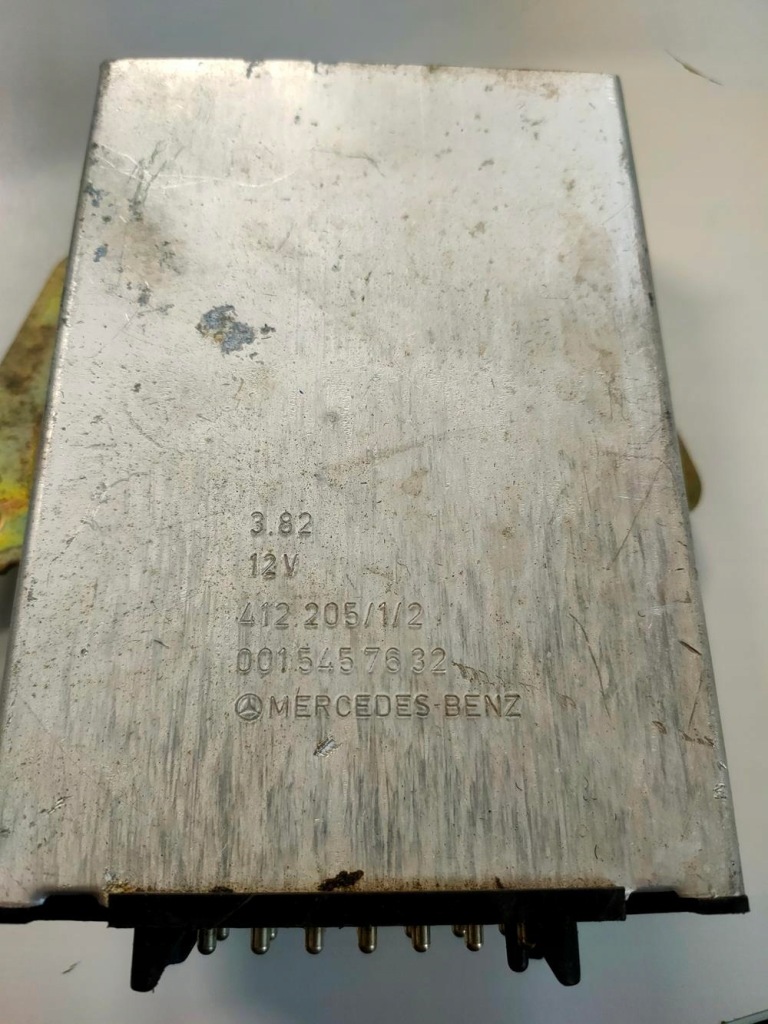 3.82
12V
412.205/1/2
001 545 76 32
MERCEDES-BENZ